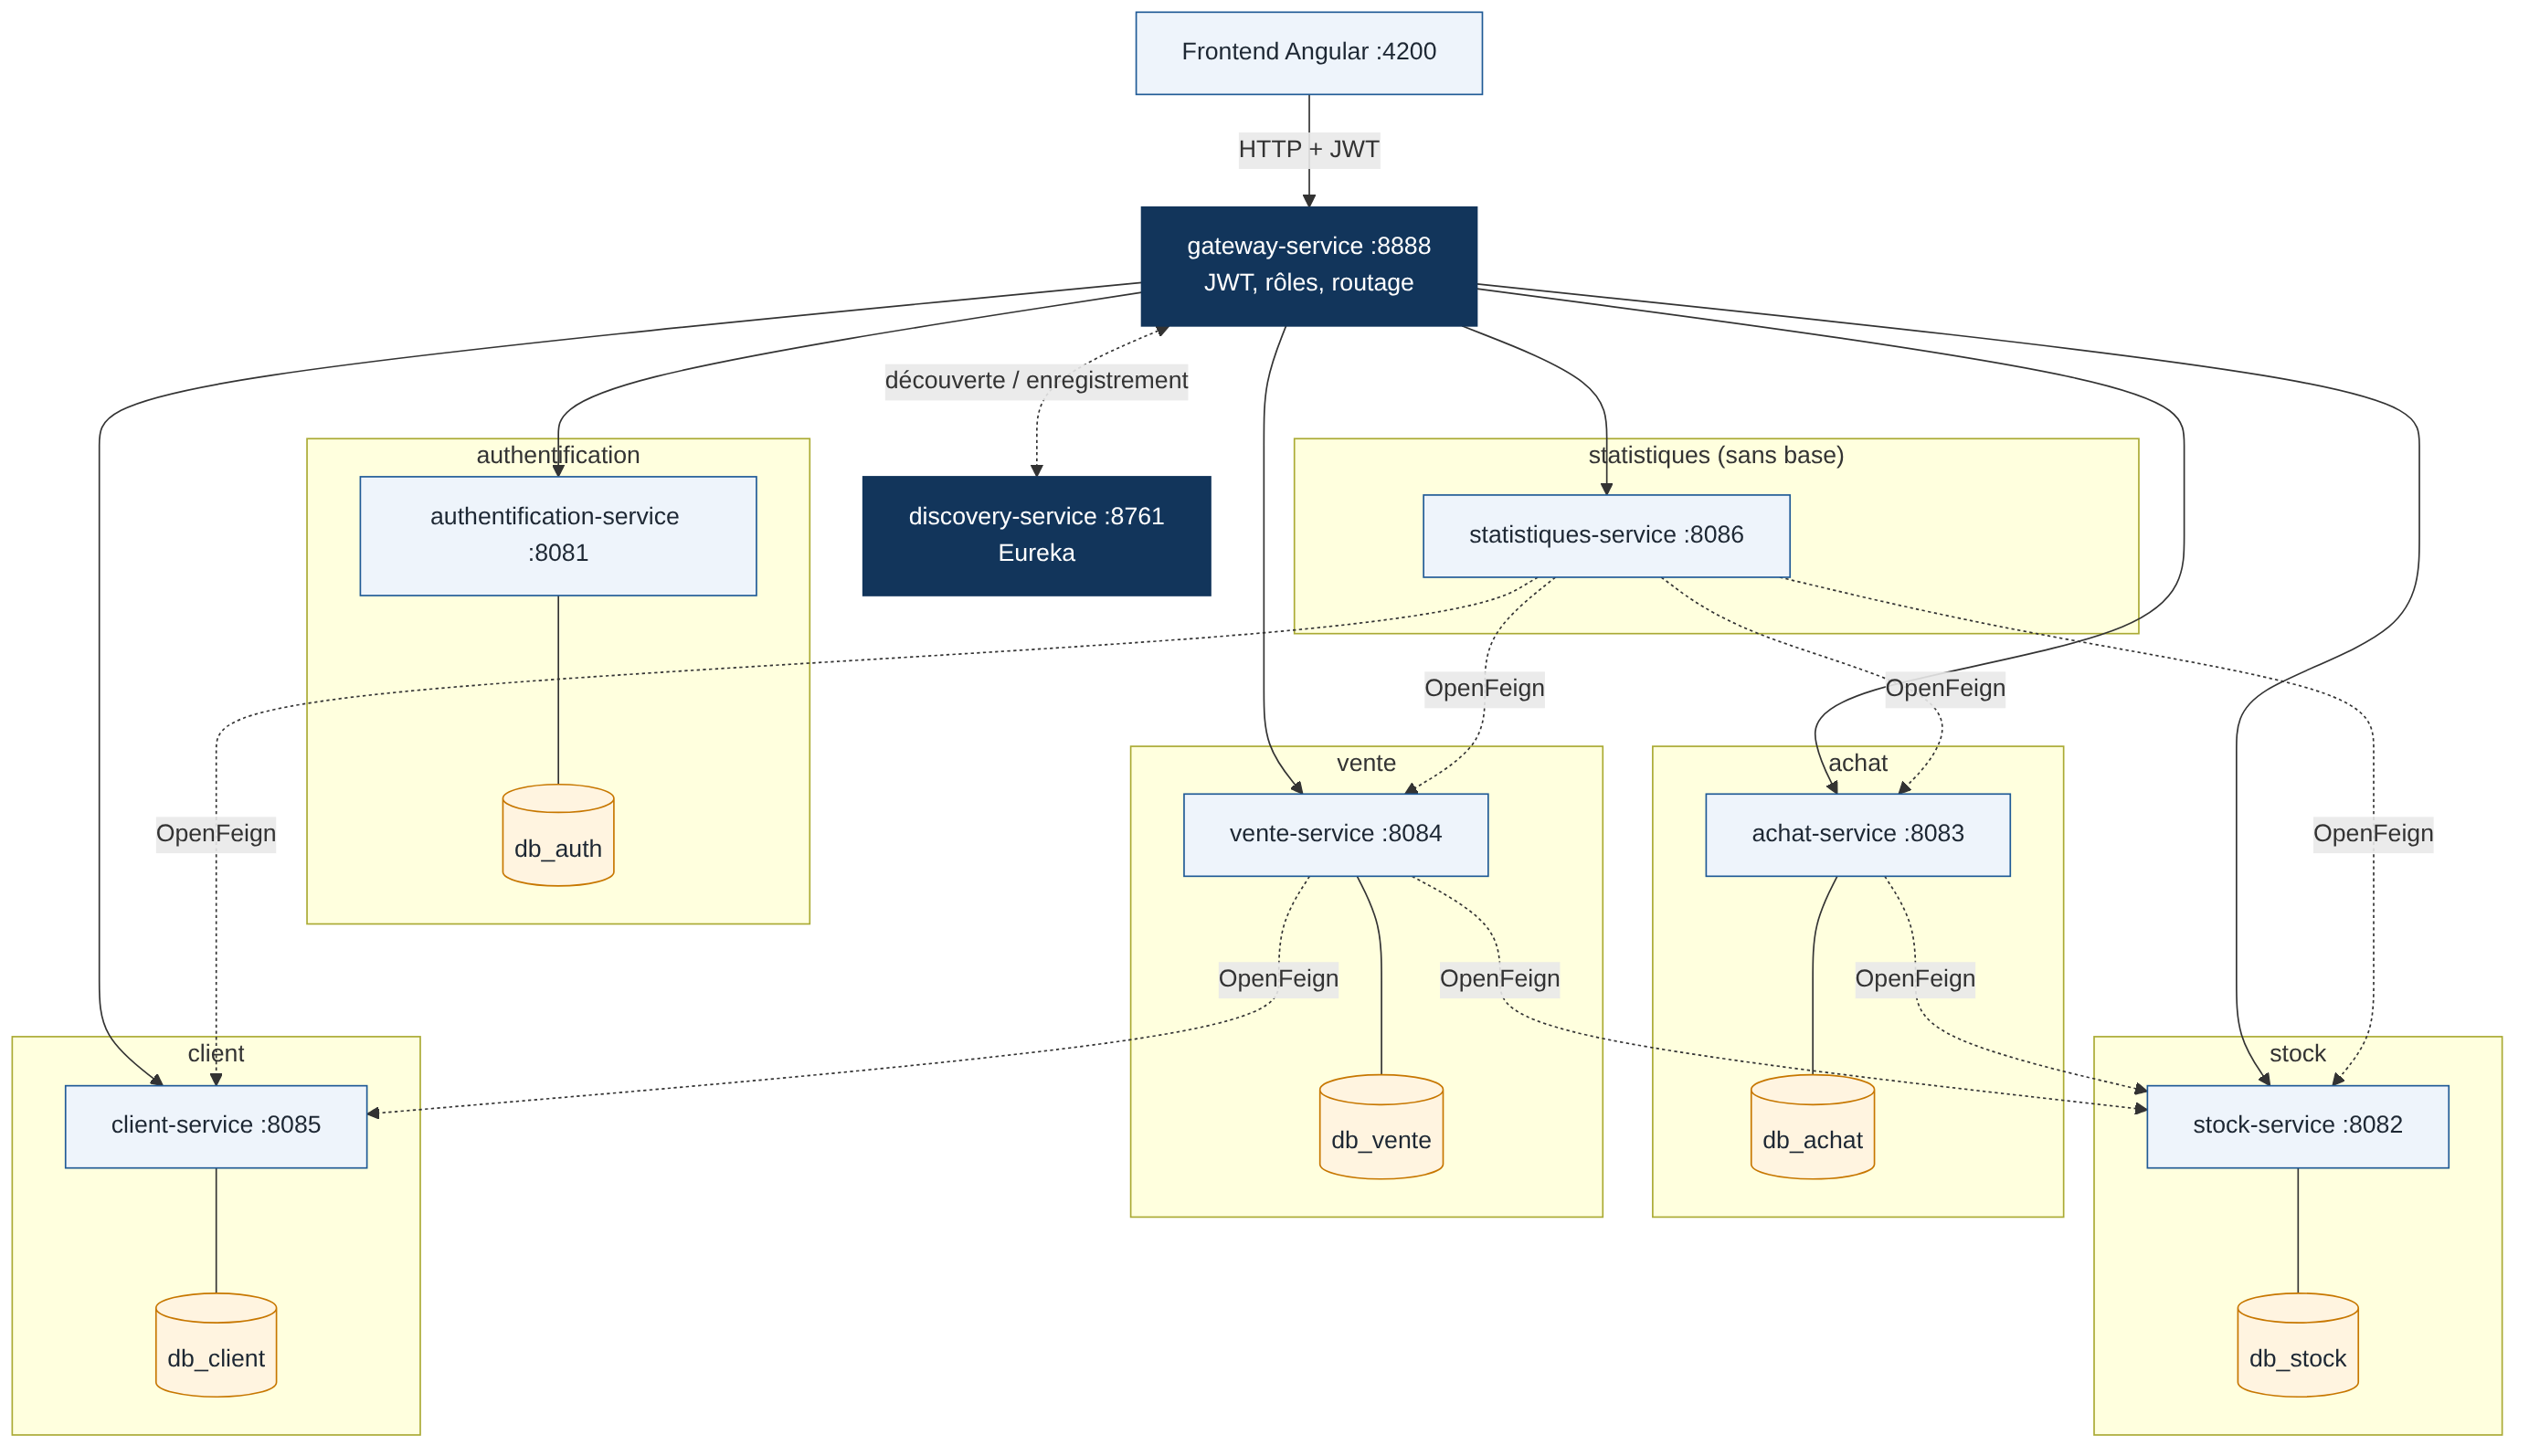 Frontend Angular :4200
HTTP + JWT
gateway-service :8888
JWT, rôles, routage
découverte / enregistrement
authentification
statistiques (sans base)
authentification-service
:8081
discovery-service :8761
Eureka
statistiques-service :8086
OpenFeign
OpenFeign
vente
achat
OpenFeign
db_auth
vente-service :8084
achat-service :8083
OpenFeign
OpenFeign
OpenFeign
OpenFeign
client
stock
client-service :8085
db_vente
db_achat
stock-service :8082
db_client
db_stock